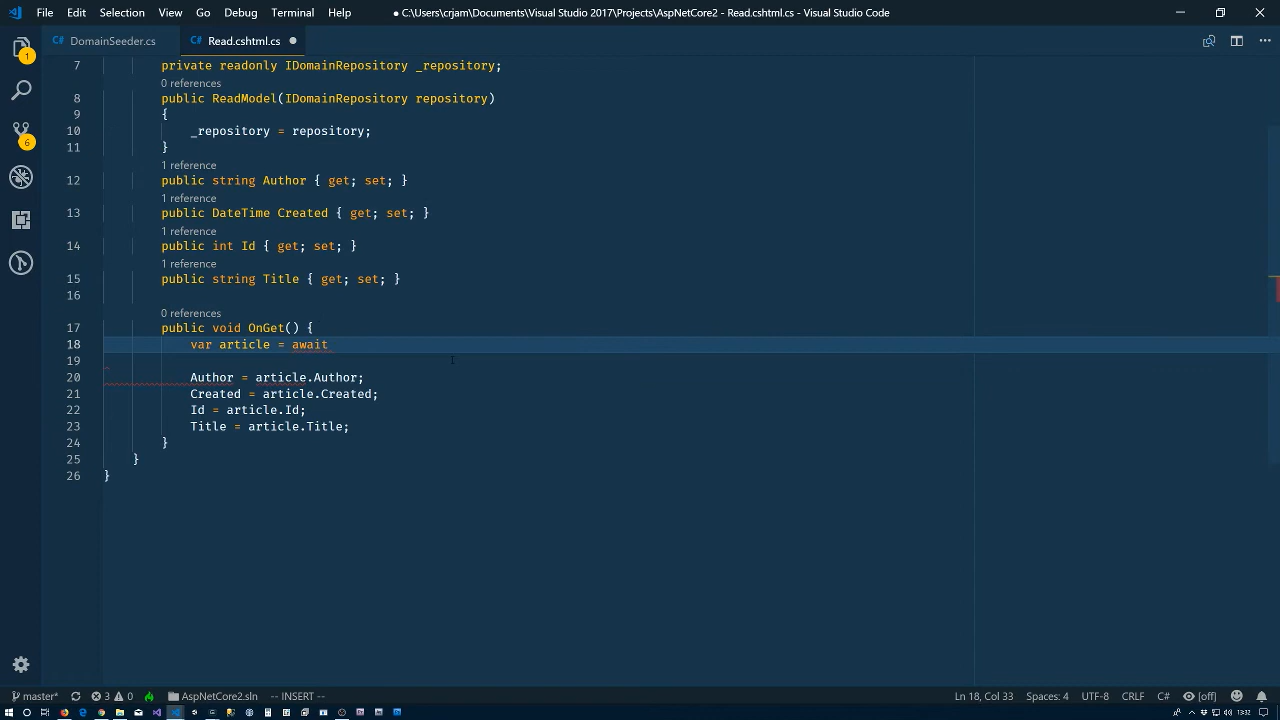 File Edit Selection View Go Debug Terminal Help ● C:\Users\crjam\Documents\Visual Studio 2017\Projects\AspNetCore2 - Read.cshtml.cs - Visual Studio Code
C# DomainSeeder.cs C# Read.cshtml.cs
1
6
7 private readonly IDomainRepository _repository;
0 references
8 public ReadModel(IDomainRepository repository)
9 {
10 _repository = repository;
11 }
1 reference
12 public string Author { get; set; }
1 reference
13 public DateTime Created { get; set; }
1 reference
14 public int Id { get; set; }
1 reference
15 public string Title { get; set; }
16
0 references
17 public void OnGet() {
18 var article = await
19
20 Author = article.Author;
21 Created = article.Created;
22 Id = article.Id;
23 Title = article.Title;
24 }
25 }
26 }
master* 3 0 AspNetCore2.sln -- INSERT -- Ln 18, Col 33 Spaces: 4 UTF-8 CRLF C# [off]
13:32